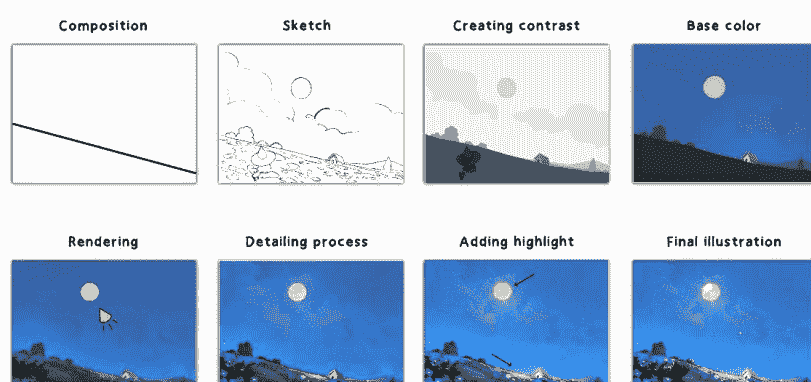 Composition
Sketch
Creating contrast
Base color
Rendering
Detailing process
Adding highlight
Final illustration